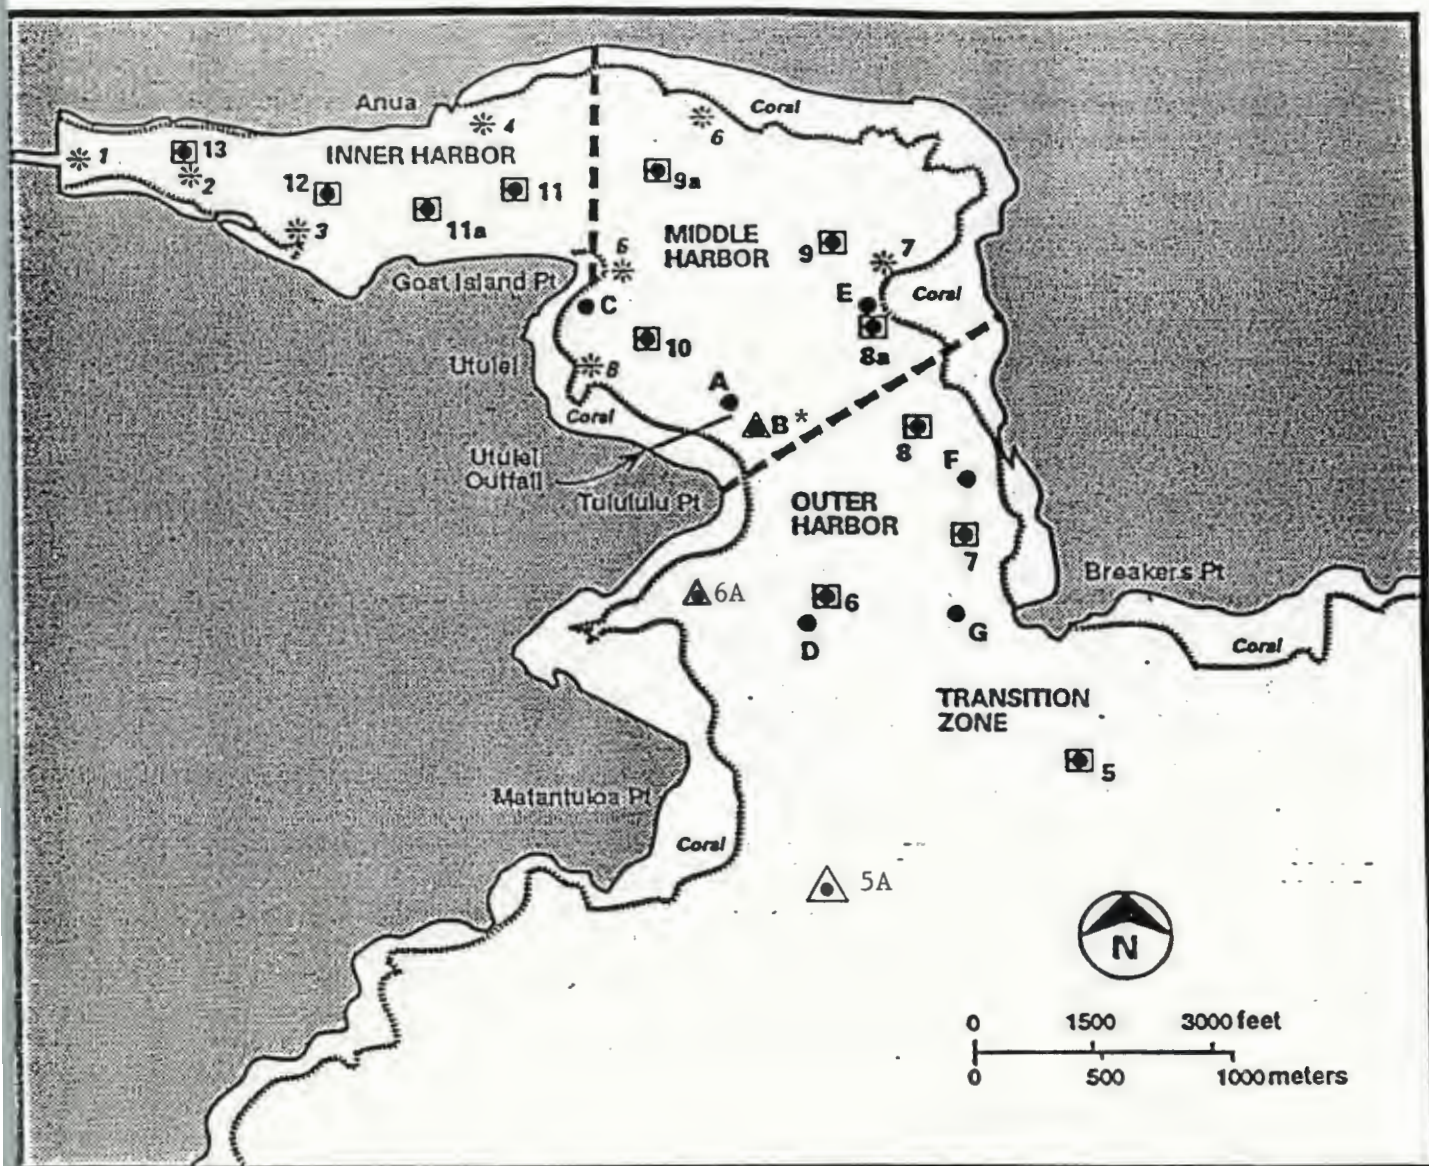 Anua
Coral
4
6
1
13
INNER HARBOR
2
12
11
9a
11a
3
MIDDLE
HARBOR
6
9
7
Goat Island Pt
C
E
Coral
10
8a
Utulei
8
A
Coral
B *
8
F
Utulei
Outfall
Tulutulu Pt
OUTER
HARBOR
7
Breakers Pt
6A
6
G
D
Coral
TRANSITION
ZONE
5
Matantuloa Pt
Coral
5A
N
0 1500 3000 feet
0 500 1000 meters